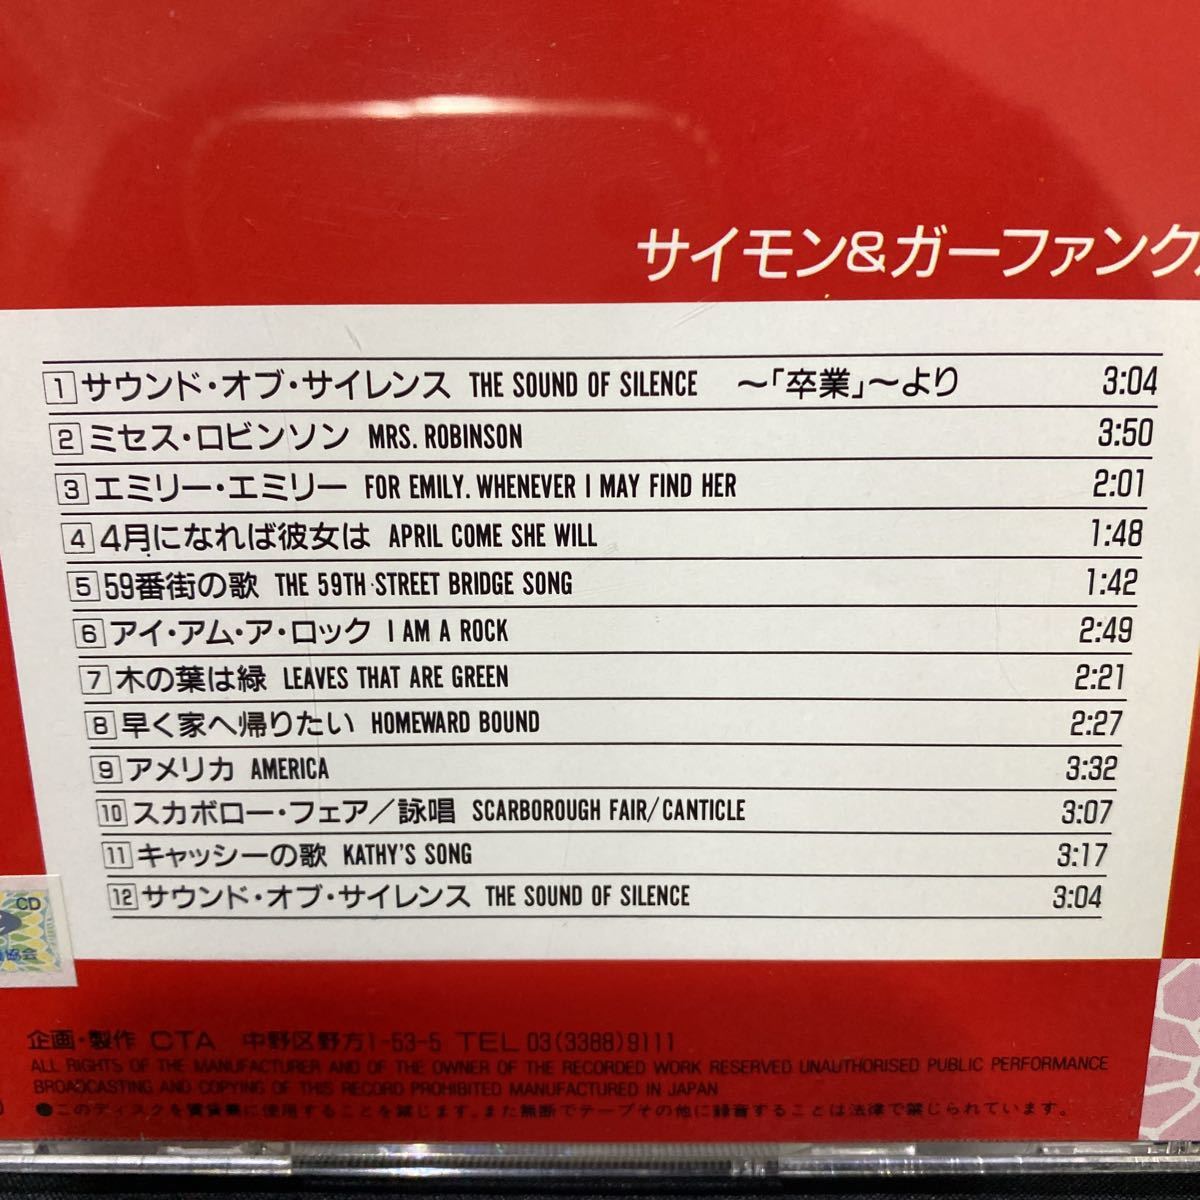 サイモン&ガーファンクル
1 サウンド・オブ・サイレンス THE SOUND OF SILENCE ～「卒業」～より 3:04
2 ミセス・ロビンソン MRS. ROBINSON 3:50
3 エミリー・エミリー FOR EMILY. WHENEVER I MAY FIND HER 2:01
4 4月になれば彼女は APRIL COME SHE WILL 1:48
5 59番街の歌 THE 59TH STREET BRIDGE SONG 1:42
6 アイ・アム・ア・ロック I AM A ROCK 2:49
7 木の葉は緑 LEAVES THAT ARE GREEN 2:21
8 早く家へ帰りたい HOMEWARD BOUND 2:27
9 アメリカ AMERICA 3:32
10 スカボロー・フェア／詠唱 SCARBOROUGH FAIR/CANTICLE 3:07
11 キャッシーの歌 KATHY'S SONG 3:17
12 サウンド・オブ・サイレンス THE SOUND OF SILENCE 3:04
CD
企画・製作 CTA 中野区野方1-53-5 TEL 03(3388)9111
ALL RIGHTS OF THE MANUFACTURER AND OF THE OWNER OF THE RECORDED WORK RESERVED UNAUTHORISED PUBLIC PERFORMANCE
BROADCASTING AND COPYING OF THIS RECORD PROHIBITED MANUFACTURED IN JAPAN
●このディスクを賃貸業に使用することを禁じます。また無断でテープその他に録音することは法律で禁じられています。